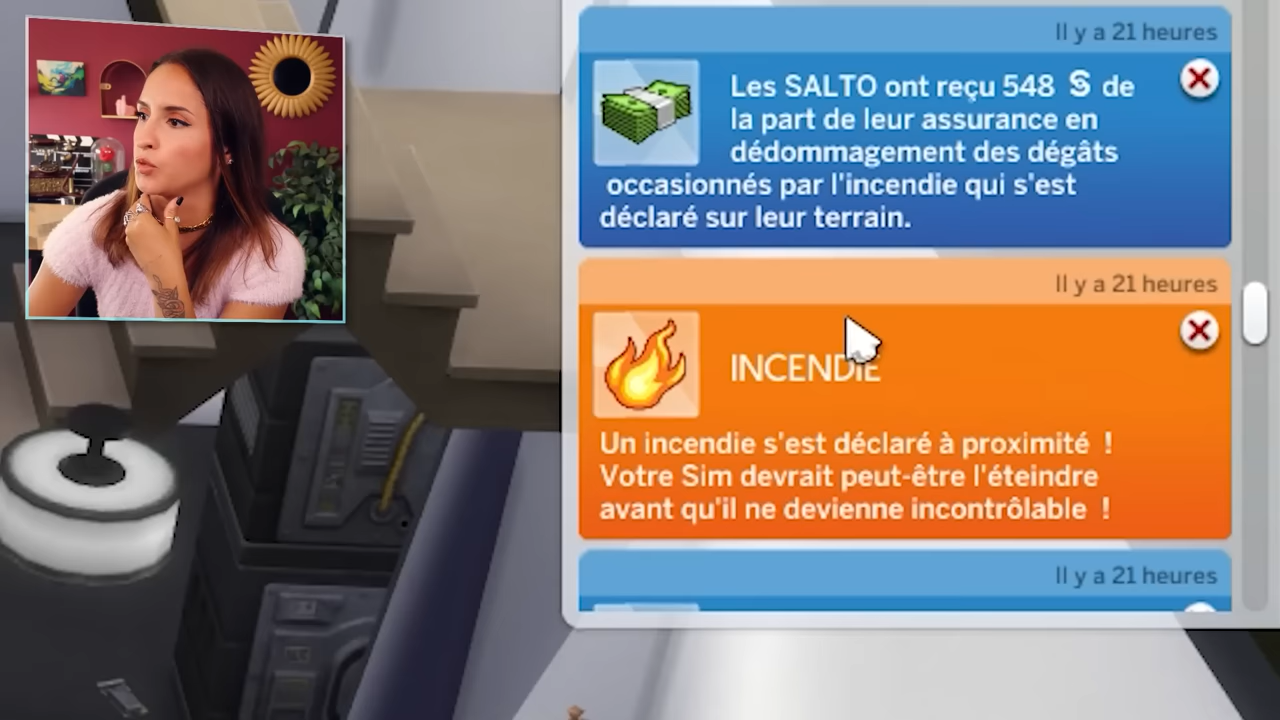 Il y a 21 heures
Les SALTO ont reçu 548 § de
la part de leur assurance en
dédommagement des dégâts
occasionnés par l'incendie qui s'est
déclaré sur leur terrain.
Il y a 21 heures
INCENDIE
Un incendie s'est déclaré à proximité !
Votre Sim devrait peut-être l'éteindre
avant qu'il ne devienne incontrôlable !
Il y a 21 heures